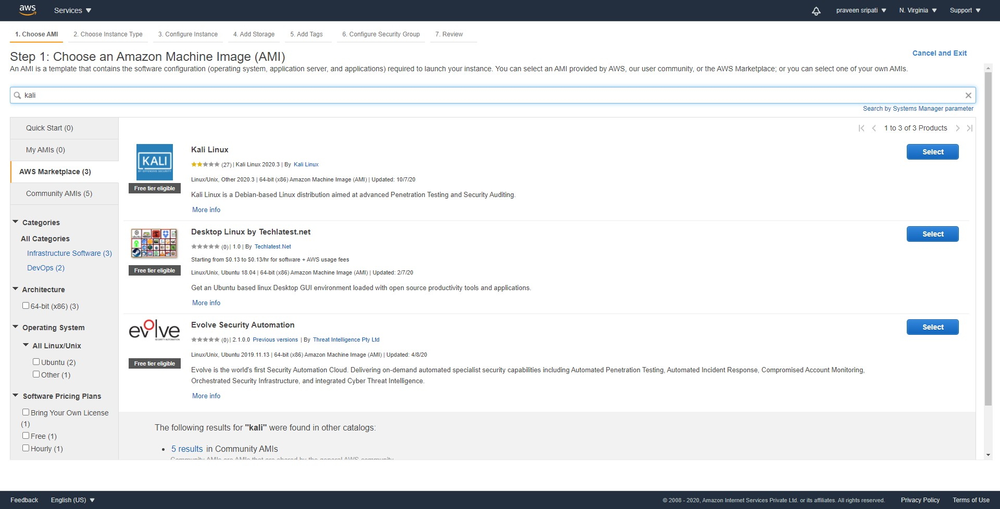 aws Services praveen sripati N. Virginia Support
1. Choose AMI 2. Choose Instance Type 3. Configure Instance 4. Add Storage 5. Add Tags 6. Configure Security Group 7. Review
Step 1: Choose an Amazon Machine Image (AMI)
Cancel and Exit
An AMI is a template that contains the software configuration (operating system, application server, and applications) required to launch your instance. You can select an AMI provided by AWS, our user community, or the AWS Marketplace; or you can select one of your own AMIs.
kali
Search by Systems Manager parameter
Quick Start (0)
My AMIs (0)
AWS Marketplace (3)
Community AMIs (5)
Categories
All Categories
Infrastructure Software (3)
DevOps (2)
Architecture
64-bit (x86) (3)
Operating System
All Linux/Unix
Ubuntu (2)
Other (1)
Software Pricing Plans
Bring Your Own License
(1)
Free (1)
Hourly (1)
1 to 3 of 3 Products
KALI
BY OFFENSIVE SECURITY
Free tier eligible
Kali Linux
Select
(27) | Kali Linux 2020.3 | By Kali Linux
Linux/Unix, Other 2020.3 | 64-bit (x86) Amazon Machine Image (AMI) | Updated: 10/7/20
Kali Linux is a Debian-based Linux distribution aimed at advanced Penetration Testing and Security Auditing.
More info
Free tier eligible
Desktop Linux by Techlatest.net
Select
(0) | 1.0 | By Techlatest.Net
Starting from $0.13 to $0.13/hr for software + AWS usage fees
Linux/Unix, Ubuntu 18.04 | 64-bit (x86) Amazon Machine Image (AMI) | Updated: 2/7/20
Get an Ubuntu based linux Desktop GUI environment loaded with open source productivity tools and applications.
More info
evolve
SECURITY AUTOMATION
Free tier eligible
Evolve Security Automation
Select
(0) | 2.1.0.0 Previous versions | By Threat Intelligence Pty Ltd
Linux/Unix, Ubuntu 2019.11.13 | 64-bit (x86) Amazon Machine Image (AMI) | Updated: 4/8/20
Evolve is the world's first Security Automation Cloud. Delivering on-demand automated specialist security capabilities including Automated Penetration Testing, Automated Incident Response, Compromised Account Monitoring,
Orchestrated Security Infrastructure, and integrated Cyber Threat Intelligence.
More info
The following results for "kali" were found in other catalogs:
• 5 results in Community AMIs
Community AMIs are AMIs that are shared by the general AWS community
Feedback English (US) © 2008 - 2020, Amazon Internet Services Private Ltd. or its affiliates. All rights reserved. Privacy Policy Terms of Use